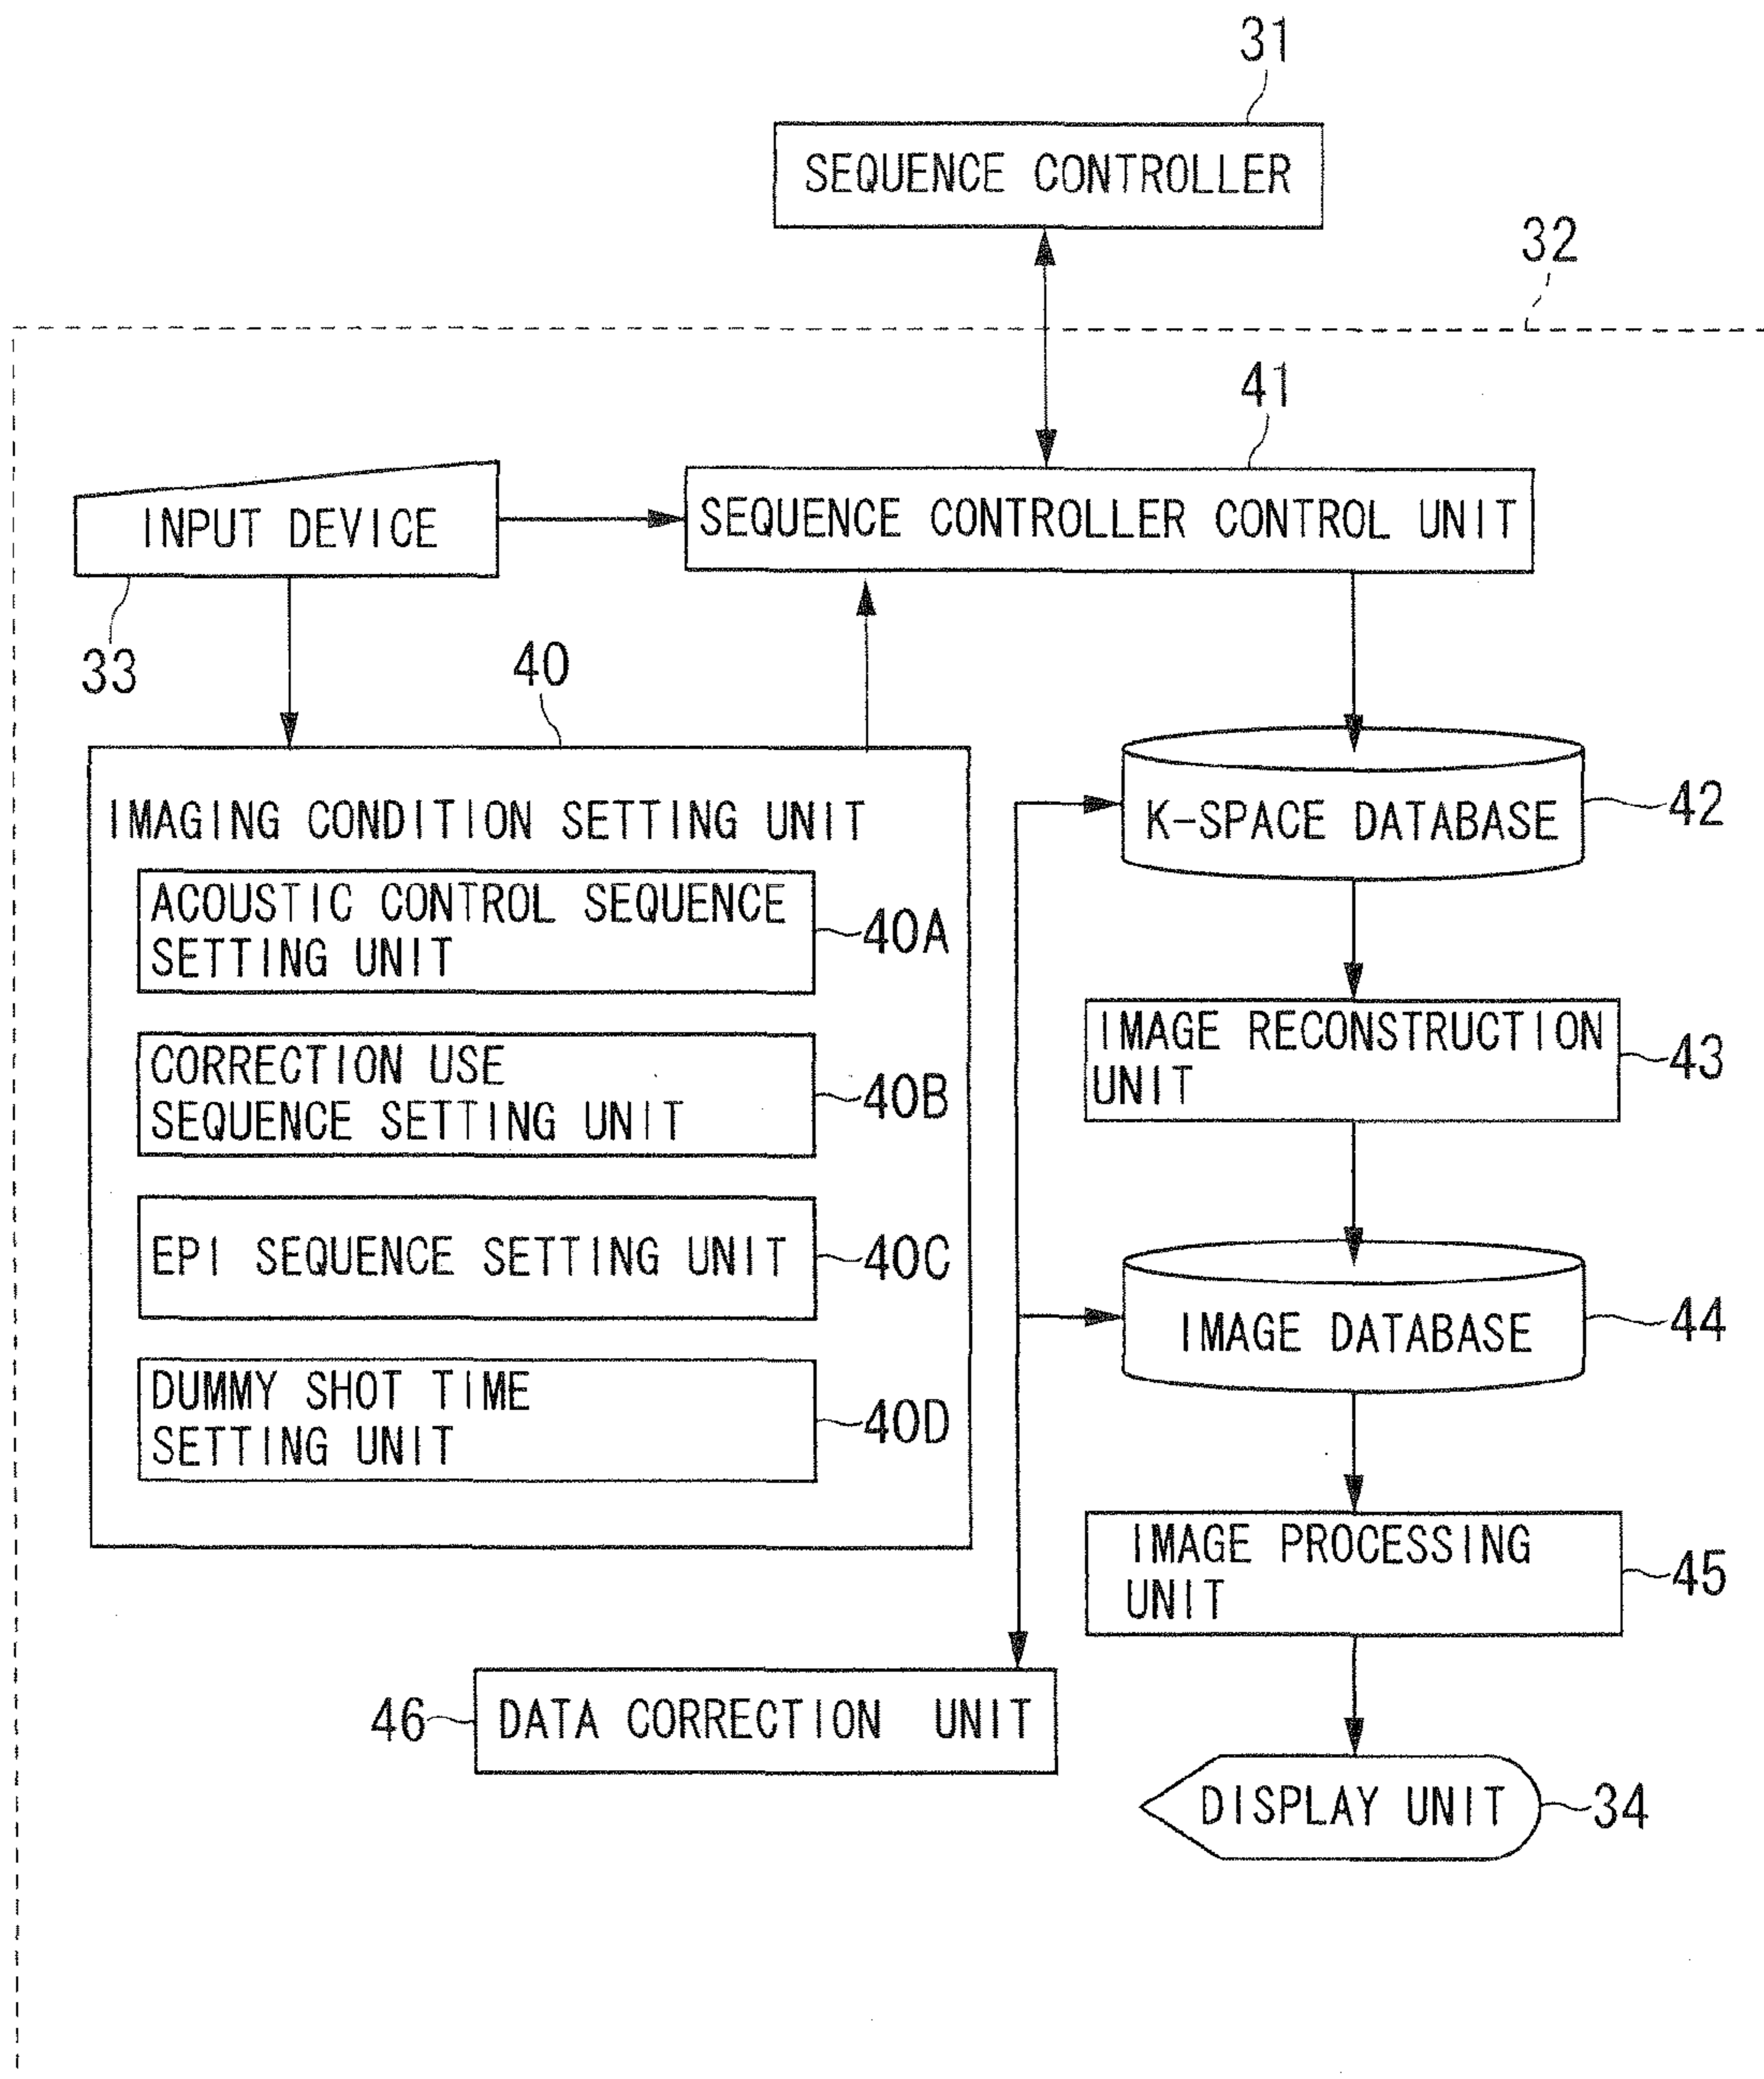 31
SEQUENCE CONTROLLER
32
41
INPUT DEVICE
SEQUENCE CONTROLLER CONTROL UNIT
33
40
IMAGING CONDITION SETTING UNIT
K-SPACE DATABASE
42
ACOUSTIC CONTROL SEQUENCE
SETTING UNIT
40A
IMAGE RECONSTRUCTION
UNIT
43
CORRECTION USE
SEQUENCE SETTING UNIT
40B
EPI SEQUENCE SETTING UNIT
40C
IMAGE DATABASE
44
DUMMY SHOT TIME
SETTING UNIT
40D
IMAGE PROCESSING
UNIT
45
46
DATA CORRECTION UNIT
DISPLAY UNIT
34